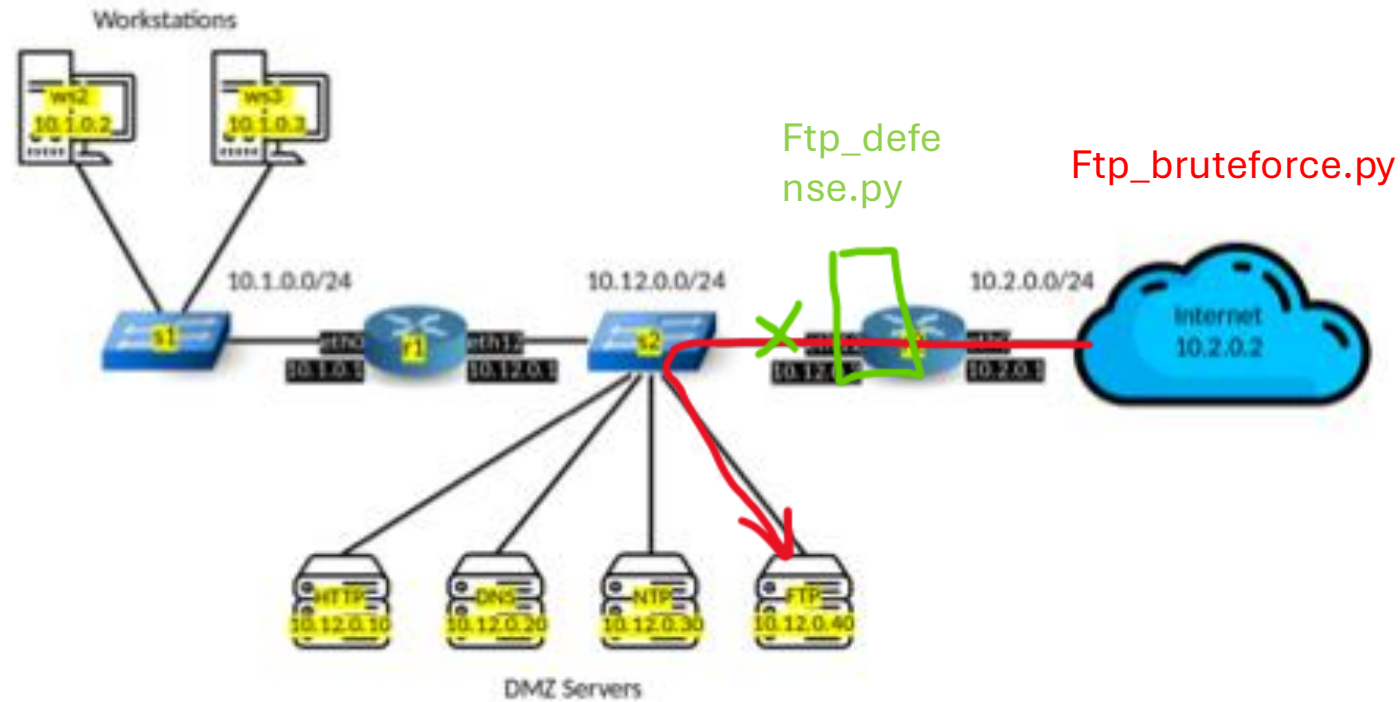 Workstations
ws2
10.1.0.2
ws3
10.1.0.3
Ftp_defe
nse.py
Ftp_bruteforce.py
10.1.0.0/24
10.12.0.0/24
10.2.0.0/24
s1
eth0
10.1.0.1
r1
eth12
10.12.0.1
s2
10.2.0.1
Internet
10.2.0.2
HTTP
10.12.0.10
DNS
10.12.0.20
NTP
10.12.0.30
FTP
10.12.0.40
DMZ Servers